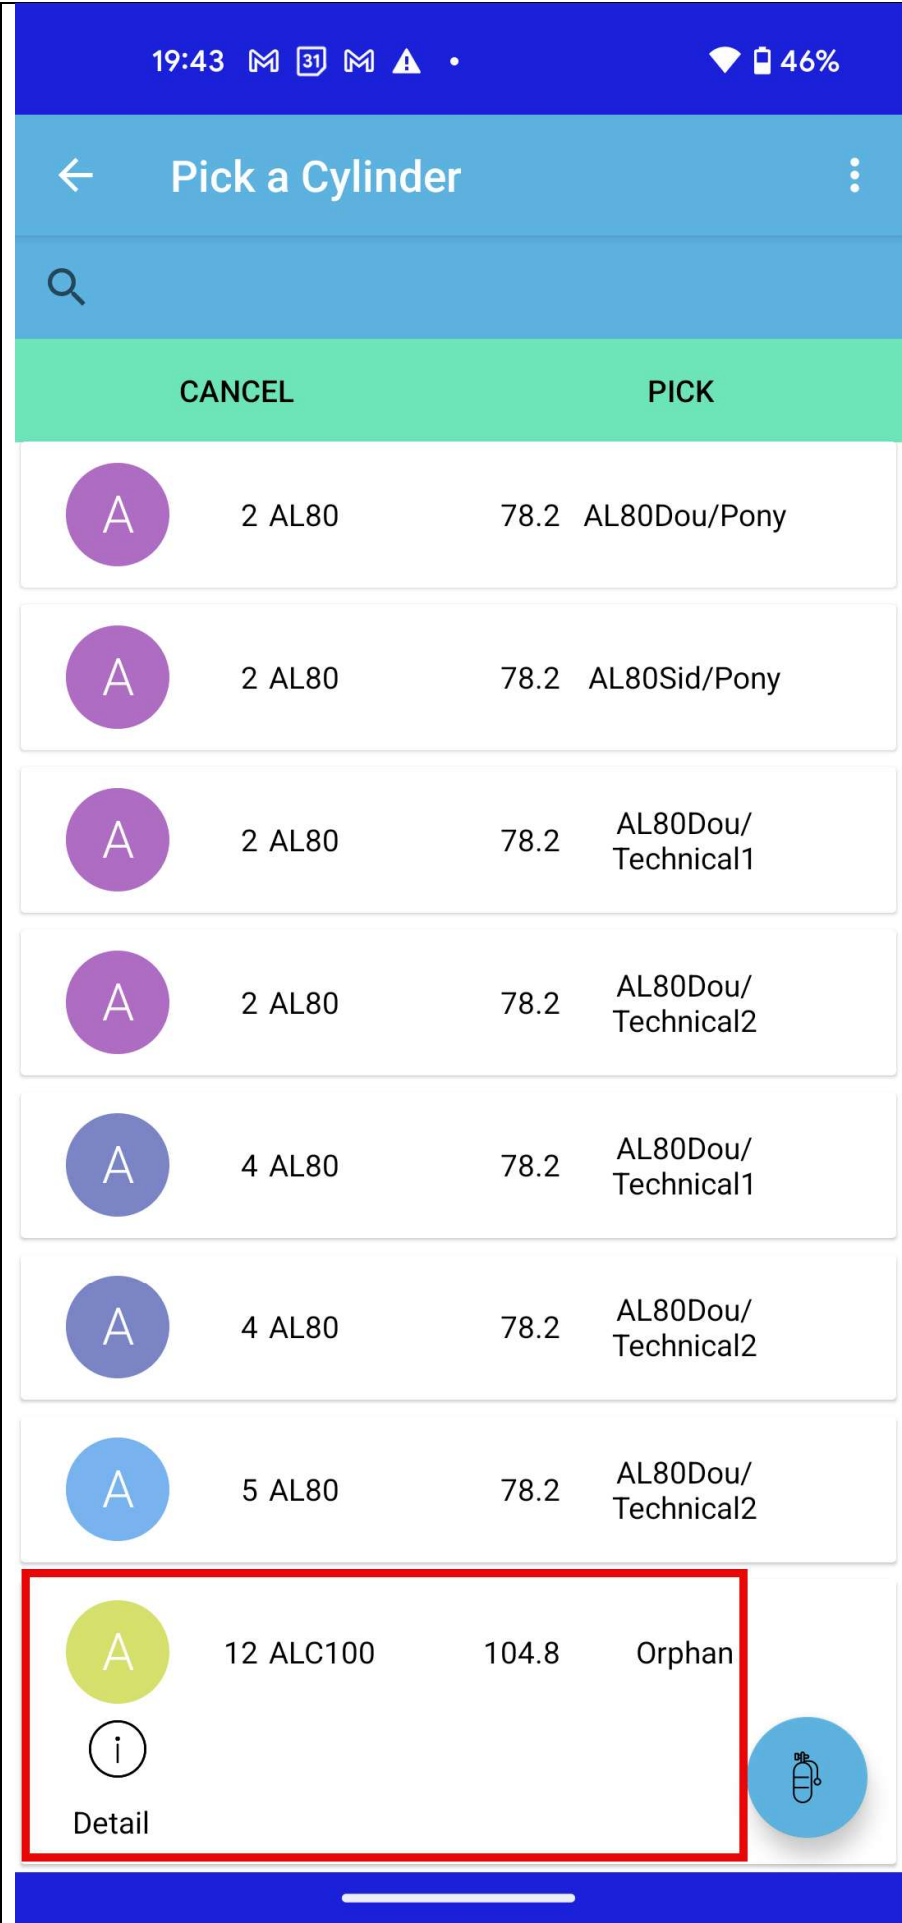 19:43 31 46%
Pick a Cylinder
CANCEL PICK
A 2 AL80 78.2 AL80Dou/Pony
A 2 AL80 78.2 AL80Sid/Pony
A 2 AL80 78.2 AL80Dou/
Technical1
A 2 AL80 78.2 AL80Dou/
Technical2
A 4 AL80 78.2 AL80Dou/
Technical1
A 4 AL80 78.2 AL80Dou/
Technical2
A 5 AL80 78.2 AL80Dou/
Technical2
A 12 ALC100 104.8 Orphan
i
Detail